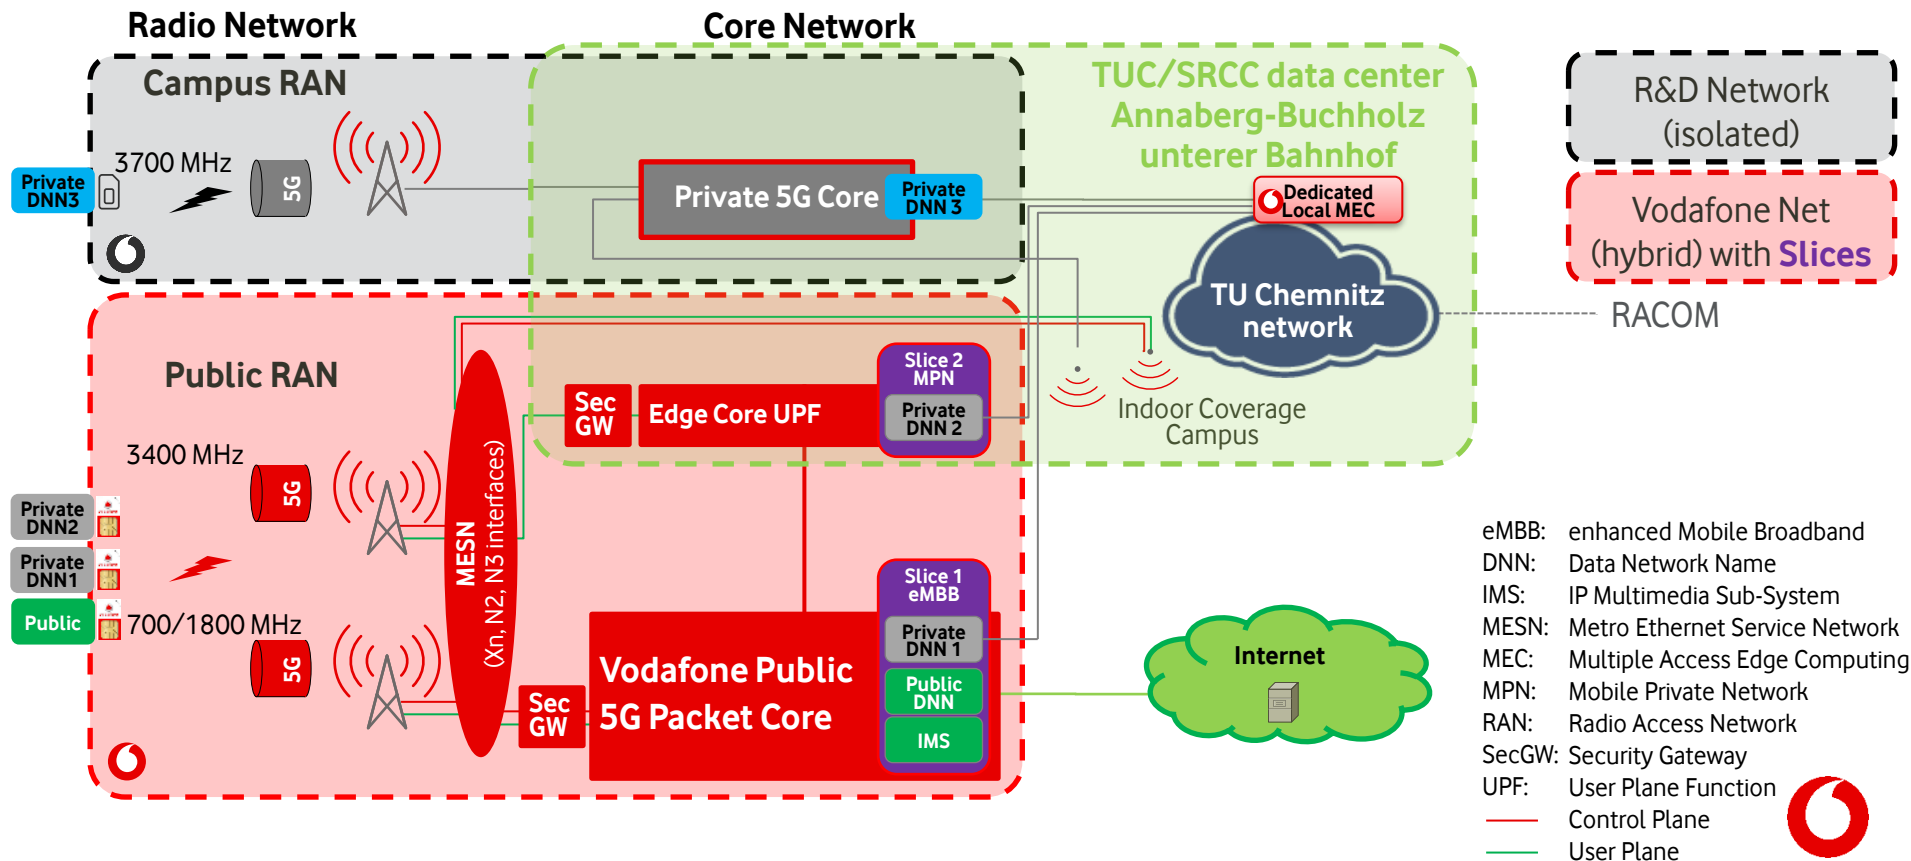 Radio Network
Core Network
Campus RAN
TUC/SRCC data center
Annaberg-Buchholz
unterer Bahnhof
R&D Network
(isolated)
3700 MHz
5G
Private
DNN3
Private 5G Core
Private
DNN 3
Dedicated
Local MEC
Vodafone Net
(hybrid) with Slices
TU Chemnitz
network
RACOM
Public RAN
Slice 2
MPN
Private
DNN 2
Sec
GW
Edge Core UPF
Indoor Coverage
Campus
3400 MHz
5G
MESN
(Xn, N2, N3 interfaces)
Private
DNN2
Private
DNN1
Public
700/1800 MHz
5G
Sec
GW
Vodafone Public
5G Packet Core
Slice 1
eMBB
Private
DNN 1
Public
DNN
IMS
Internet
eMBB: enhanced Mobile Broadband
DNN: Data Network Name
IMS: IP Multimedia Sub-System
MESN: Metro Ethernet Service Network
MEC: Multiple Access Edge Computing
MPN: Mobile Private Network
RAN: Radio Access Network
SecGW: Security Gateway
UPF: User Plane Function
Control Plane
User Plane